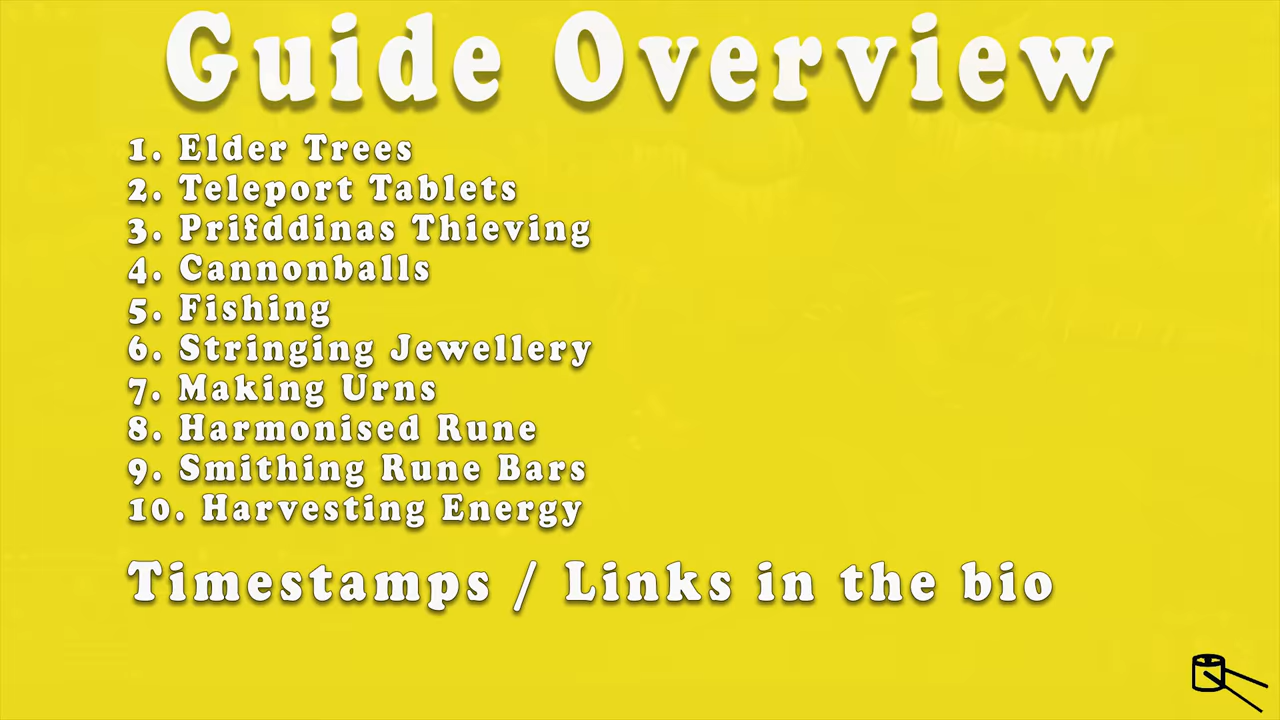 Guide Overview
1. Elder Trees
2. Teleport Tablets
3. Prifddinas Thieving
4. Cannonballs
5. Fishing
6. Stringing Jewellery
7. Making Urns
8. Harmonised Rune
9. Smithing Rune Bars
10. Harvesting Energy
Timestamps / Links in the bio